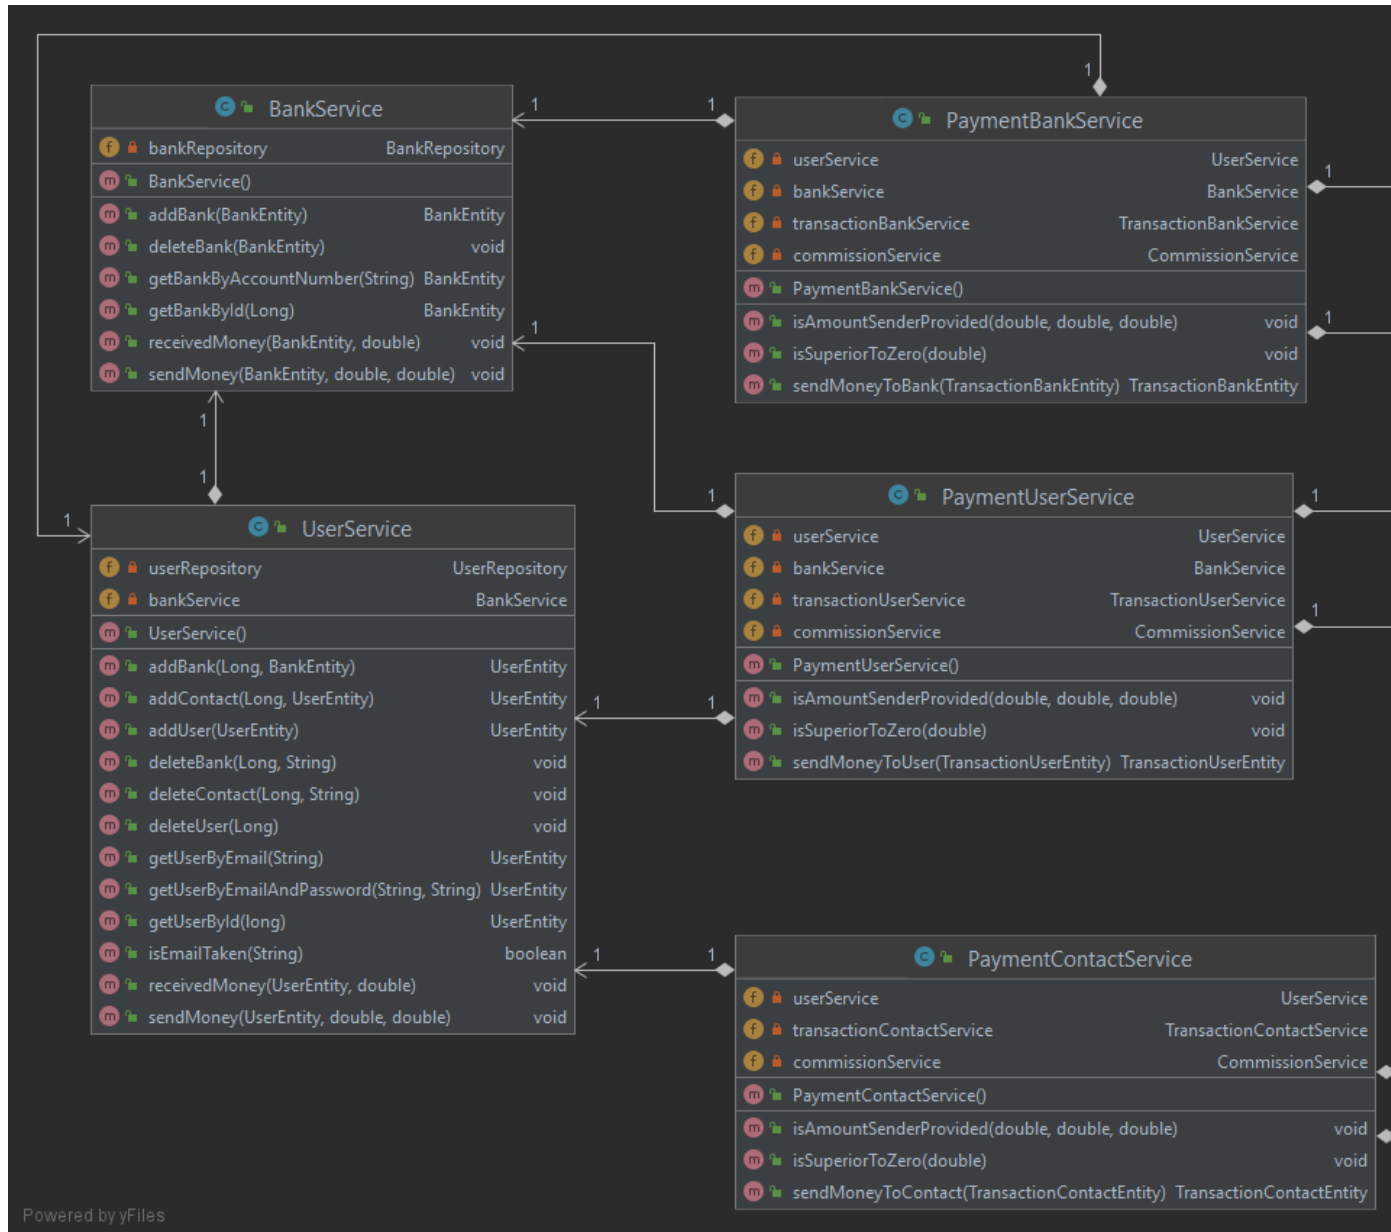 1
BankService
bankRepository BankRepository
BankService()
addBank(BankEntity) BankEntity
deleteBank(BankEntity) void
getBankByAccountNumber(String) BankEntity
getBankById(Long) BankEntity
receivedMoney(BankEntity, double) void
sendMoney(BankEntity, double, double) void
1
1
PaymentBankService
userService UserService
bankService BankService
transactionBankService TransactionBankService
commissionService CommissionService
PaymentBankService()
isAmountSenderProvided(double, double, double) void
isSuperiorToZero(double) void
sendMoneyToBank(TransactionBankEntity) TransactionBankEntity
1
1
1
1
1
1
UserService
userRepository UserRepository
bankService BankService
UserService()
addBank(Long, BankEntity) UserEntity
addContact(Long, UserEntity) UserEntity
addUser(UserEntity) UserEntity
deleteBank(Long, String) void
deleteContact(Long, String) void
deleteUser(Long) void
getUserByEmail(String) UserEntity
getUserByEmailAndPassword(String, String) UserEntity
getUserById(long) UserEntity
isEmailTaken(String) boolean
receivedMoney(UserEntity, double) void
sendMoney(UserEntity, double, double) void
1
PaymentUserService
userService UserService
bankService BankService
transactionUserService TransactionUserService
commissionService CommissionService
PaymentUserService()
isAmountSenderProvided(double, double, double) void
isSuperiorToZero(double) void
sendMoneyToUser(TransactionUserEntity) TransactionUserEntity
1
1
1
1
1
1
PaymentContactService
userService UserService
transactionContactService TransactionContactService
commissionService CommissionService
PaymentContactService()
isAmountSenderProvided(double, double, double) void
isSuperiorToZero(double) void
sendMoneyToContact(TransactionContactEntity) TransactionContactEntity
Powered by yFiles